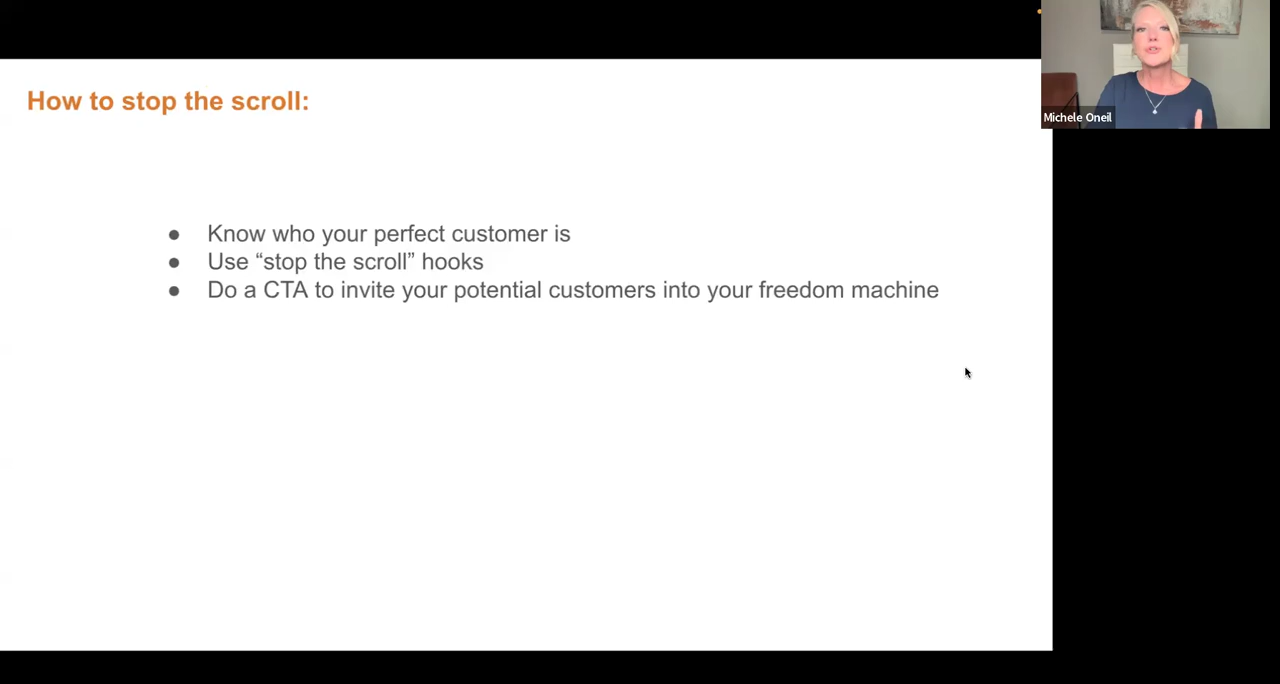 How to stop the scroll:
Michele Oneil
● Know who your perfect customer is
● Use “stop the scroll” hooks
● Do a CTA to invite your potential customers into your freedom machine